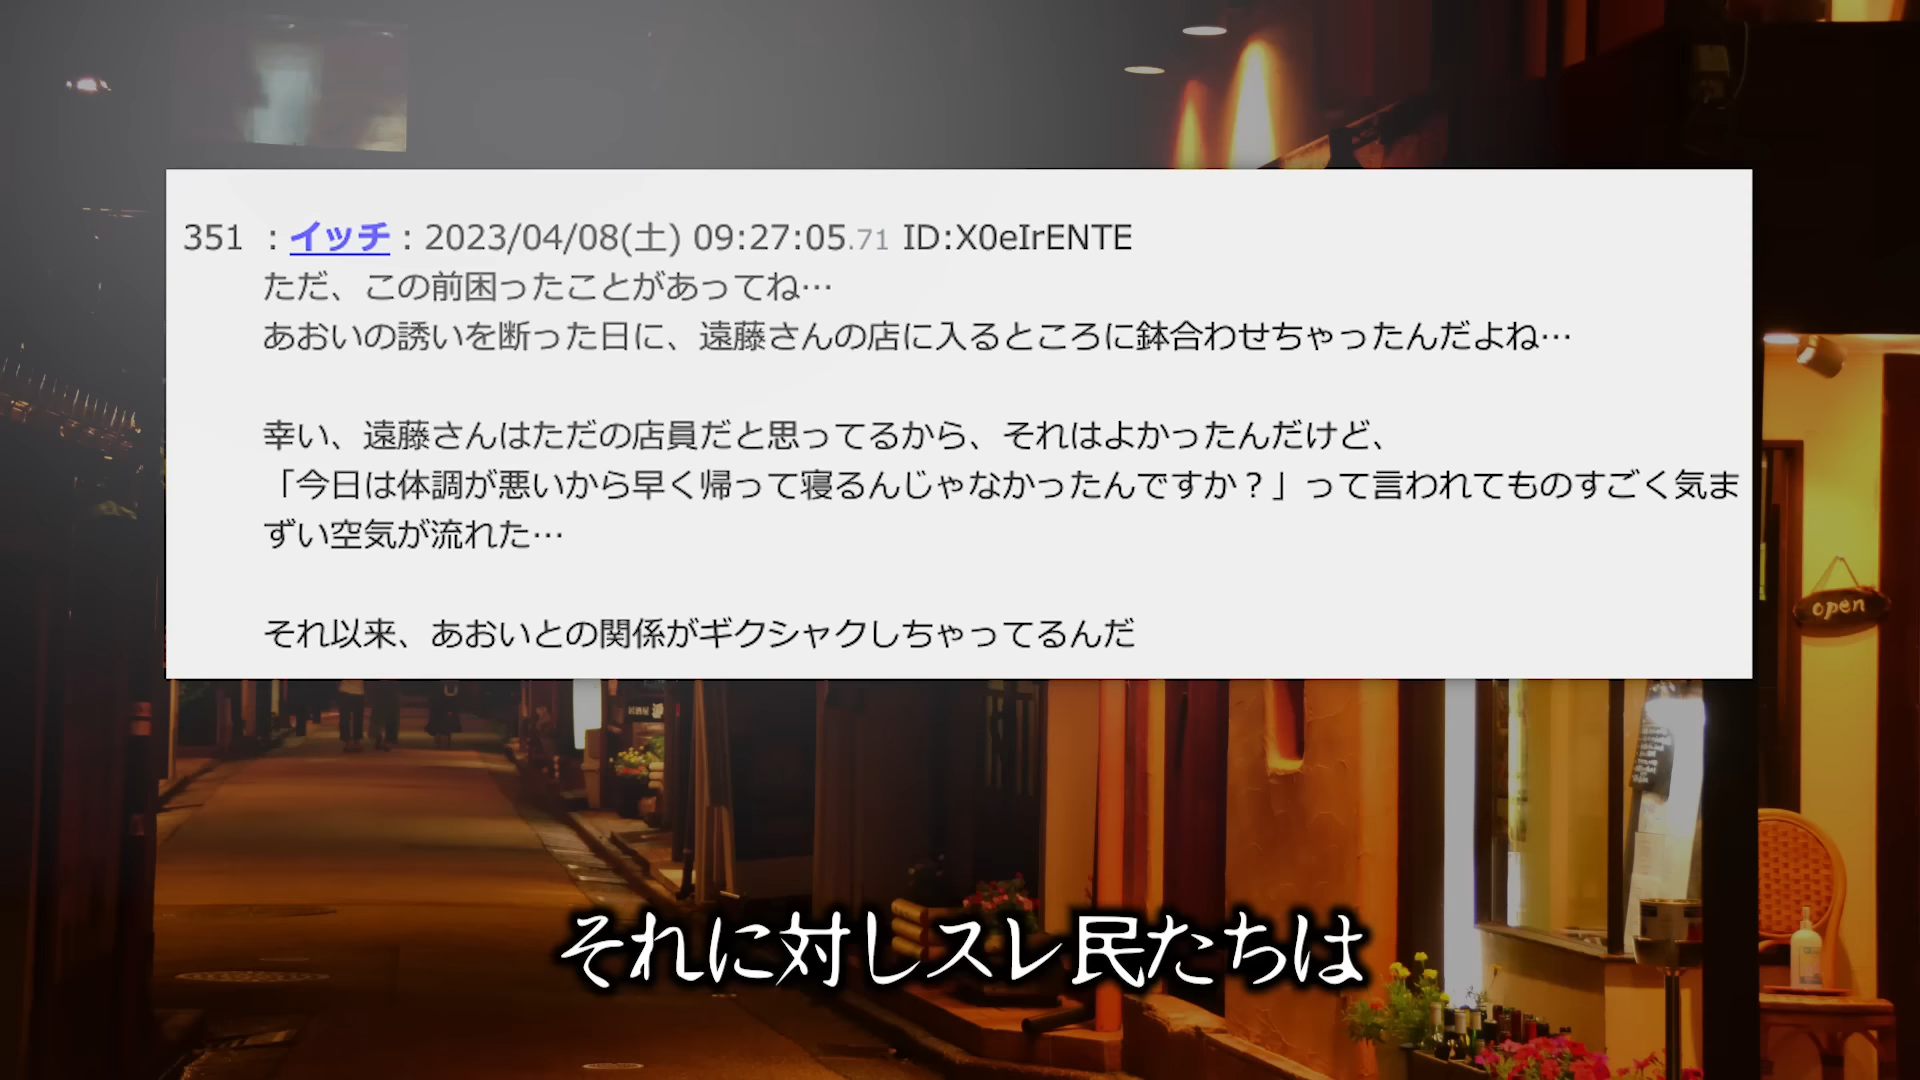 351 ：イッチ：2023/04/08(土) 09:27:05.71 ID:X0eIrENTE
ただ、この前困ったことがあってね…
あおいの誘いを断った日に、遠藤さんの店に入るところに鉢合わせちゃったんだよね…
幸い、遠藤さんはただの店員だと思ってるから、それはよかったんだけど、
「今日は体調が悪いから早く帰って寝るんじゃなかったんですか？」って言われてものすごく気ま
ずい空気が流れた…
それ以来、あおいとの関係がギクシャクしちゃってるんだ
open
それに対しスレ民たちは